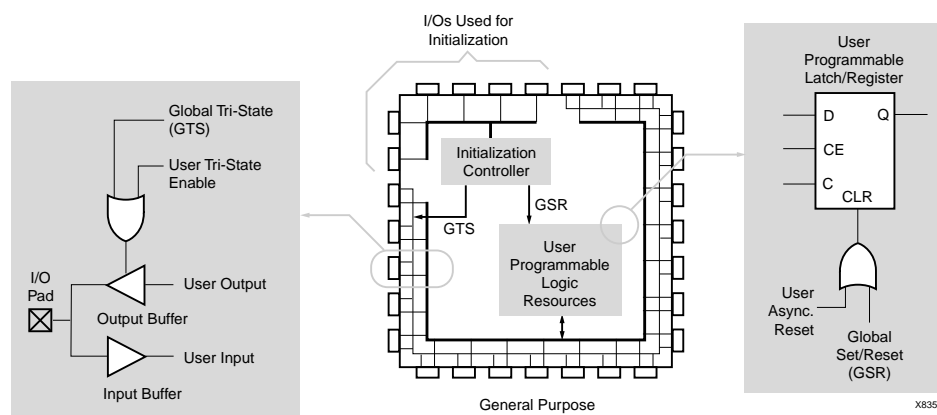 I/Os Used for
Initialization
Global Tri-State
(GTS)
User Tri-State
Enable
I/O
Pad
User Output
Output Buffer
User Input
Input Buffer
Initialization
Controller
GSR
GTS
User
Programmable
Logic
Resources
General Purpose
User
Programmable
Latch/Register
D
Q
CE
C
CLR
User
Async.
Reset
Global
Set/Reset
(GSR)
X835